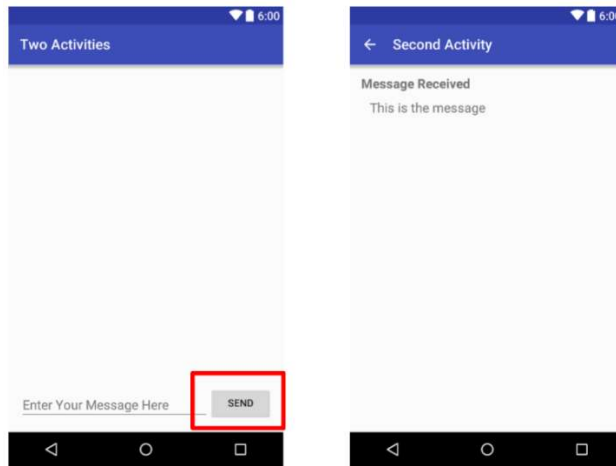 6:00
Two Activities
Enter Your Message Here
SEND
6:00
Second Activity
Message Received
This is the message